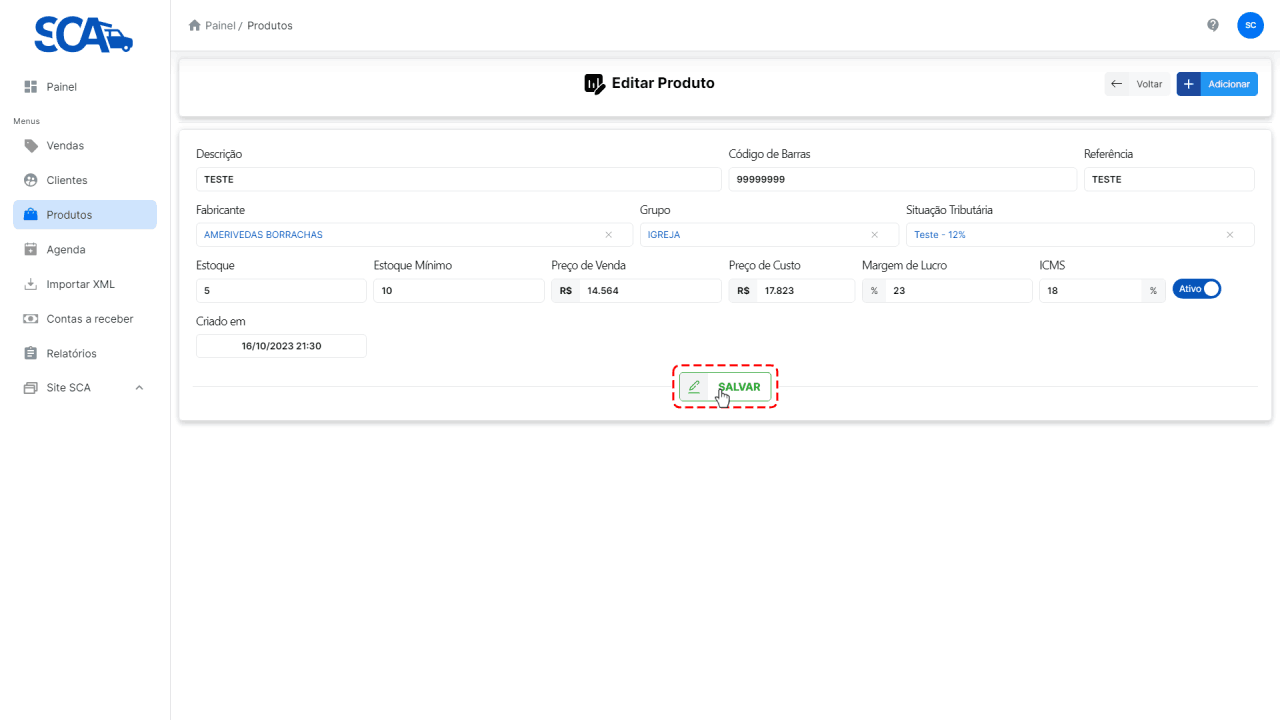 SCA
Painel / Produtos
SC
Painel
Menus
Vendas
Clientes
Produtos
Agenda
Importar XML
Contas a receber
Relatórios
Site SCA
Editar Produto
Voltar
+ Adicionar
Descrição Código de Barras Referência
TESTE 99999999 TESTE
Fabricante Grupo Situação Tributária
AMERIVEDAS BORRACHAS × IGREJA × Teste - 12% ×
Estoque Estoque Mínimo Preço de Venda Preço de Custo Margem de Lucro ICMS
5 10 R$ 14.564 R$ 17.823 % 23 18 % Ativo
Criado em
16/10/2023 21:30
SALVAR